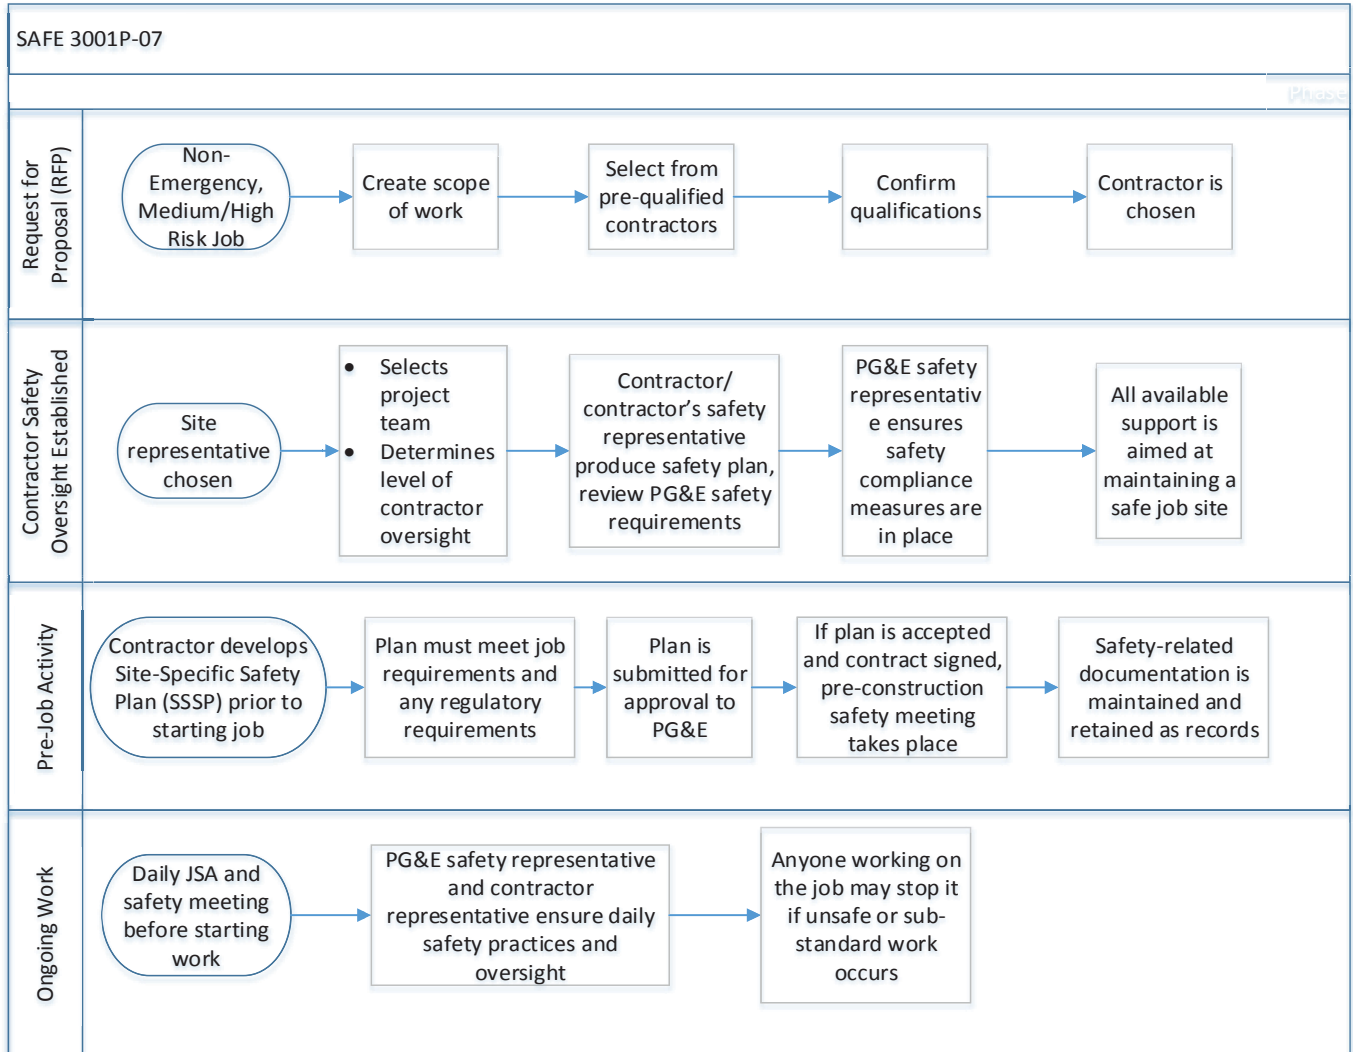 SAFE 3001P-07
Phase
Request for
Proposal (RFP)
Non-
Emergency,
Medium/High
Risk Job
Create scope
of work
Select from
pre-qualified
contractors
Confirm
qualifications
Contractor is
chosen
Contractor Safety
Oversight Established
Site
representative
chosen
• Selects
project
team
• Determines
level of
contractor
oversight
Contractor/
contractor's safety
representative
produce safety plan,
review PG&E safety
requirements
PG&E safety
representativ
e ensures
safety
compliance
measures are
in place
All available
support is
aimed at
maintaining a
safe job site
Pre-Job Activity
Contractor develops
Site-Specific Safety
Plan (SSSP) prior to
starting job
Plan must meet job
requirements and
any regulatory
requirements
Plan is
submitted for
approval to
PG&E
If plan is accepted
and contract signed,
pre-construction
safety meeting
takes place
Safety-related
documentation is
maintained and
retained as records
Ongoing Work
Daily JSA and
safety meeting
before starting
work
PG&E safety representative
and contractor
representative ensure daily
safety practices and
oversight
Anyone working on
the job may stop it
if unsafe or sub-
standard work
occurs